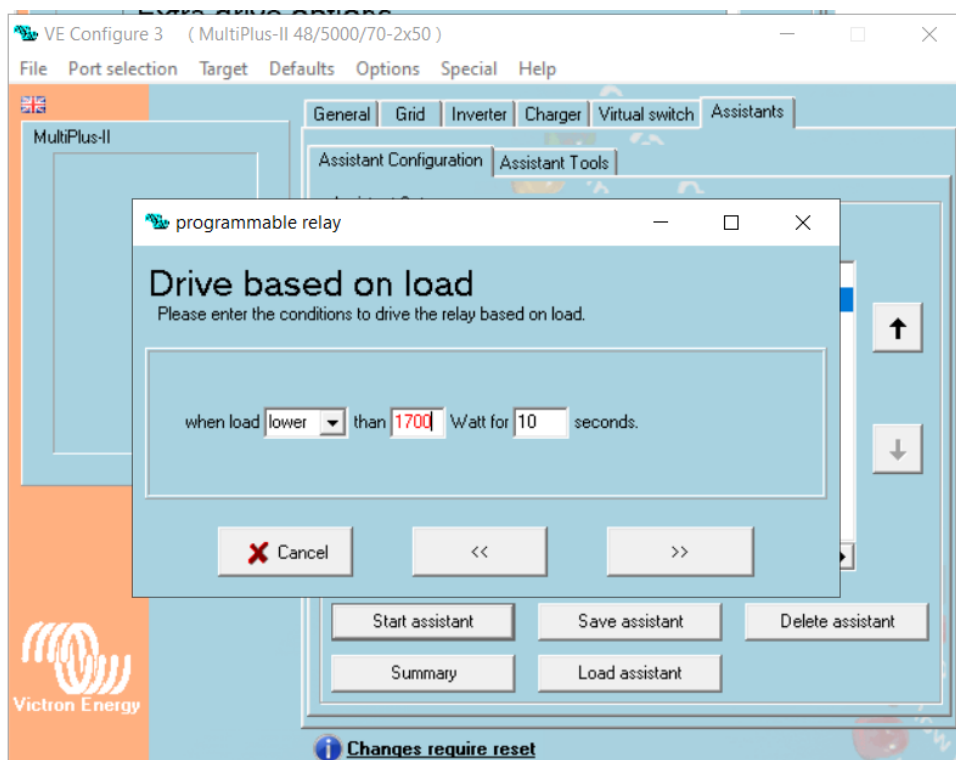 Extra drive options
VE Configure 3 ( MultiPlus-II 48/5000/70-2x50 )
File Port selection Target Defaults Options Special Help
General Grid Inverter Charger Virtual switch Assistants
MultiPlus-II
Assistant Configuration Assistant Tools
programmable relay
Drive based on load
Please enter the conditions to drive the relay based on load.
when load lower than 1700 Watt for 10 seconds.
Cancel << >>
Start assistant Save assistant Delete assistant
Summary Load assistant
Victron Energy
Changes require reset